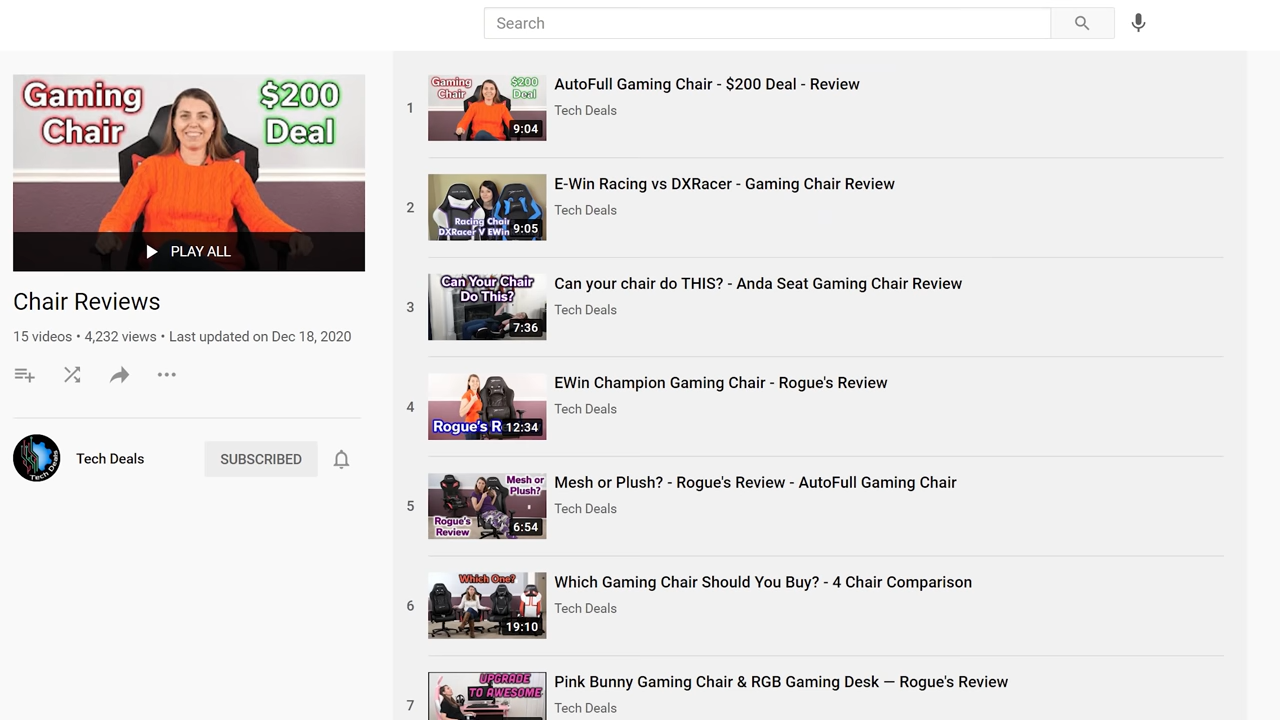 Search
Gaming Chair
$200 Deal
PLAY ALL
Chair Reviews
15 videos • 4,232 views • Last updated on Dec 18, 2020
Tech Deals
Tech Deals
SUBSCRIBED
1
Gaming Chair
$200 Deal
9:04
AutoFull Gaming Chair - $200 Deal - Review
Tech Deals
2
Racing Chair
DXRacer V EWin
9:05
E-Win Racing vs DXRacer - Gaming Chair Review
Tech Deals
3
Can Your Chair
Do This?
7:36
Can your chair do THIS? - Anda Seat Gaming Chair Review
Tech Deals
4
Rogue's R
12:34
EWin Champion Gaming Chair - Rogue's Review
Tech Deals
5
Mesh or
Plush?
Rogue's
Review
6:54
Mesh or Plush? - Rogue's Review - AutoFull Gaming Chair
Tech Deals
6
Which One?
19:10
Which Gaming Chair Should You Buy? - 4 Chair Comparison
Tech Deals
7
UPGRADE
TO AWESOME
Pink Bunny Gaming Chair & RGB Gaming Desk — Rogue's Review
Tech Deals